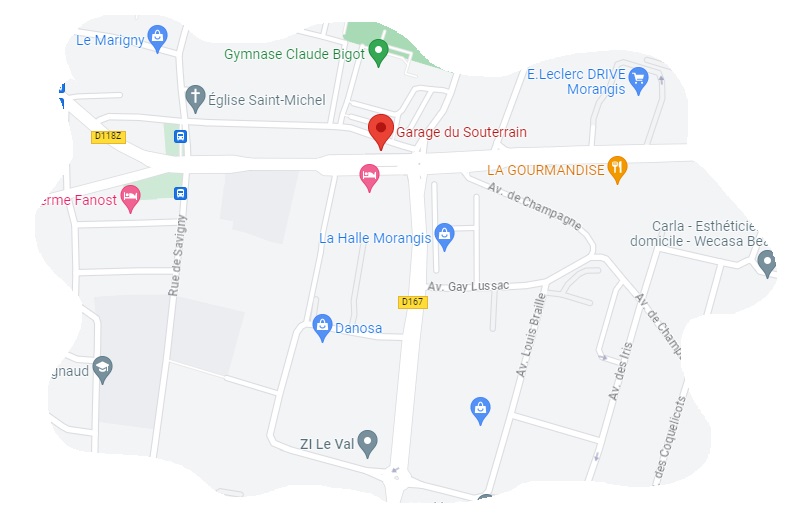 Le Marigny
Gymnase Claude Bigot
E.Leclerc DRIVE
Morangis
Église Saint-Michel
D118Z
Garage du Souterrain
LA GOURMANDISE
erme Fanost
Av. de Champagne
Rue de Savigny
La Halle Morangis
Carla - Esthéticie
domicile - Wecasa Bea
Av. Gay Lussac
D167
Danosa
Av. Louis Braille
Av. des Iris
Av. de Champ
gnaud
des Coquelicots
ZI Le Val